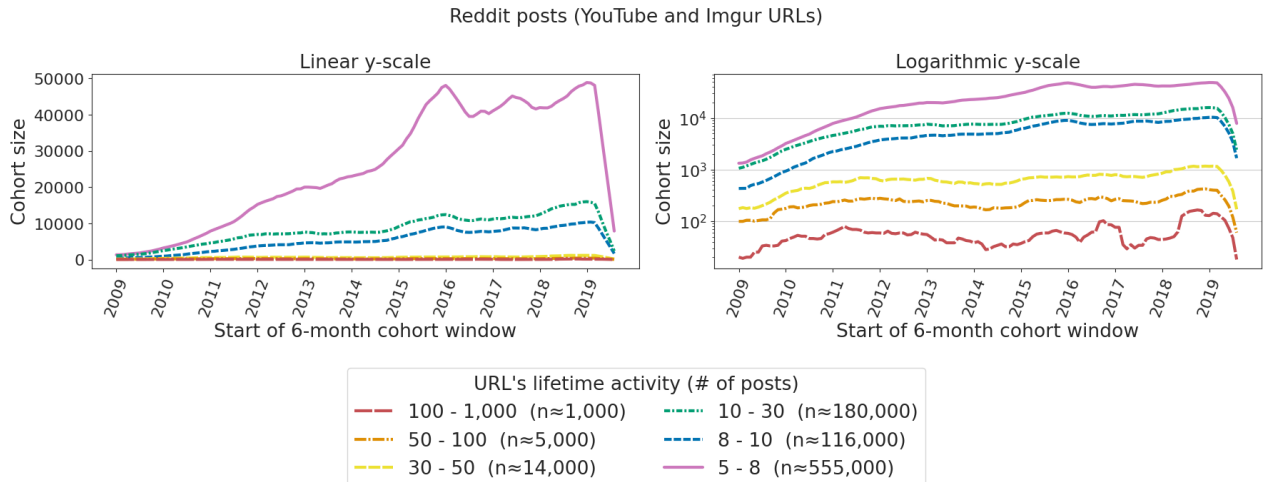 Reddit posts (YouTube and Imgur URLs)
Linear y-scale
Cohort size
50000
40000
30000
20000
10000
0
2009
2010
2011
2012
2013
2014
2015
2016
2017
2018
2019
Start of 6-month cohort window
Logarithmic y-scale
Cohort size
10^4
10^3
10^2
2009
2010
2011
2012
2013
2014
2015
2016
2017
2018
2019
Start of 6-month cohort window
URL's lifetime activity (# of posts)
100 - 1,000 (n≈1,000)
50 - 100 (n≈5,000)
30 - 50 (n≈14,000)
10 - 30 (n≈180,000)
8 - 10 (n≈116,000)
5 - 8 (n≈555,000)